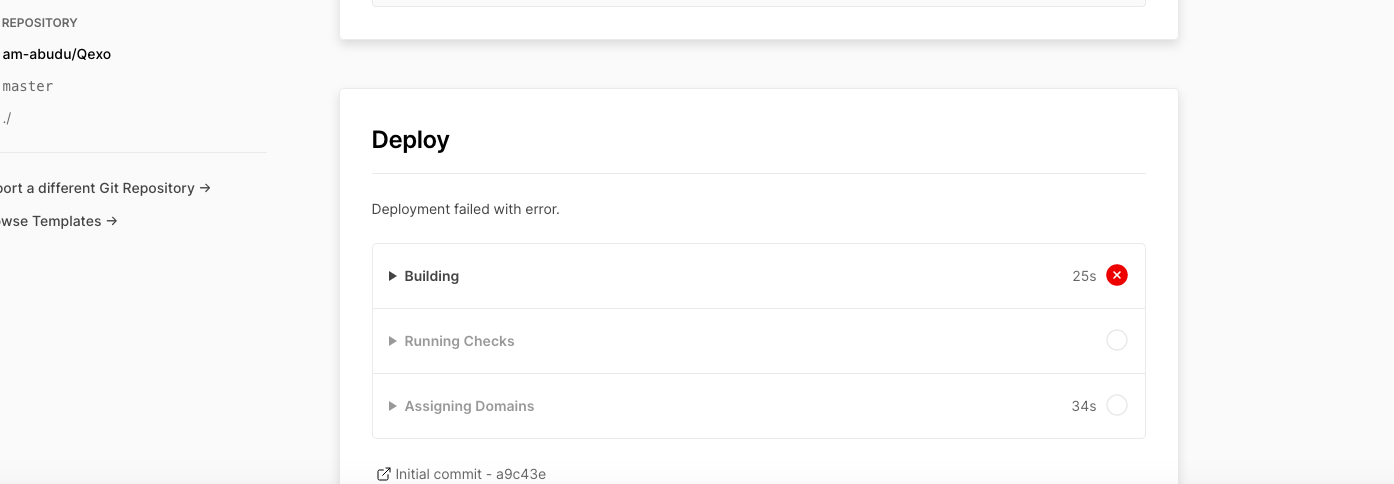 REPOSITORY
am-abudu/Qexo
master
./
ort a different Git Repository →
wse Templates →
Deploy
Deployment failed with error.
Building 25s
Running Checks
Assigning Domains 34s
Initial commit - a9c43e